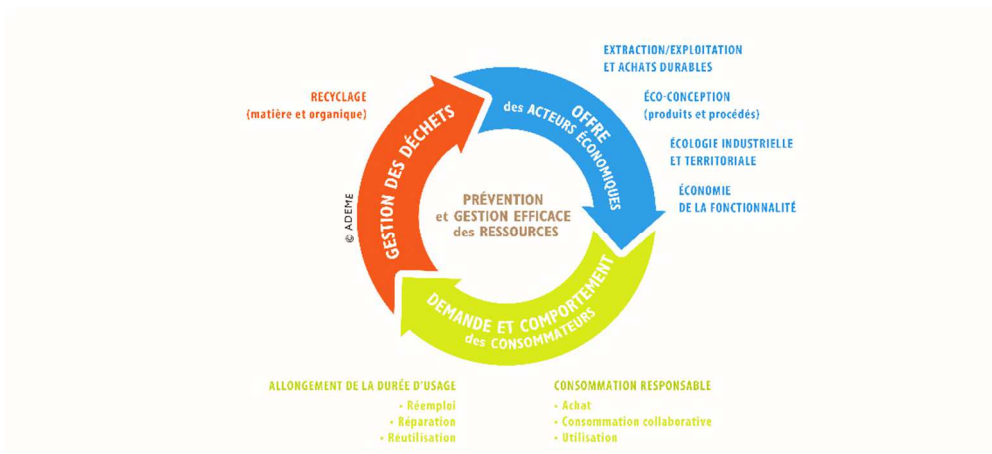 EXTRACTION/EXPLOITATION
ET ACHATS DURABLES
ÉCO-CONCEPTION
(produits et procédés)
ÉCOLOGIE INDUSTRIELLE
ET TERRITORIALE
ÉCONOMIE
DE LA FONCTIONNALITÉ
RECYCLAGE
(matière et organique)
OFFRE
des ACTEURS ÉCONOMIQUES
GESTION DES DÉCHETS
PRÉVENTION
et GESTION EFFICACE
des RESSOURCES
© ADEME
DEMANDE ET COMPORTEMENT
des CONSOMMATEURS
ALLONGEMENT DE LA DURÉE D'USAGE
• Réemploi
• Réparation
• Réutilisation
CONSOMMATION RESPONSABLE
• Achat
• Consommation collaborative
• Utilisation